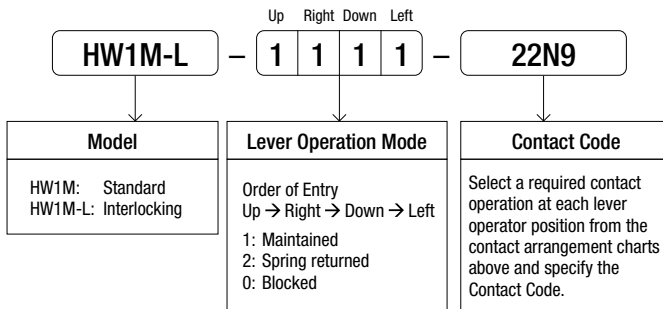 Up Right Down Left
HW1M-L – 1 1 1 1 – 22N9
Model
HW1M: Standard
HW1M-L: Interlocking
Lever Operation Mode
Order of Entry
Up → Right → Down → Left
1: Maintained
2: Spring returned
0: Blocked
Contact Code
Select a required contact
operation at each lever
operator position from the
contact arrangement charts
above and specify the
Contact Code.